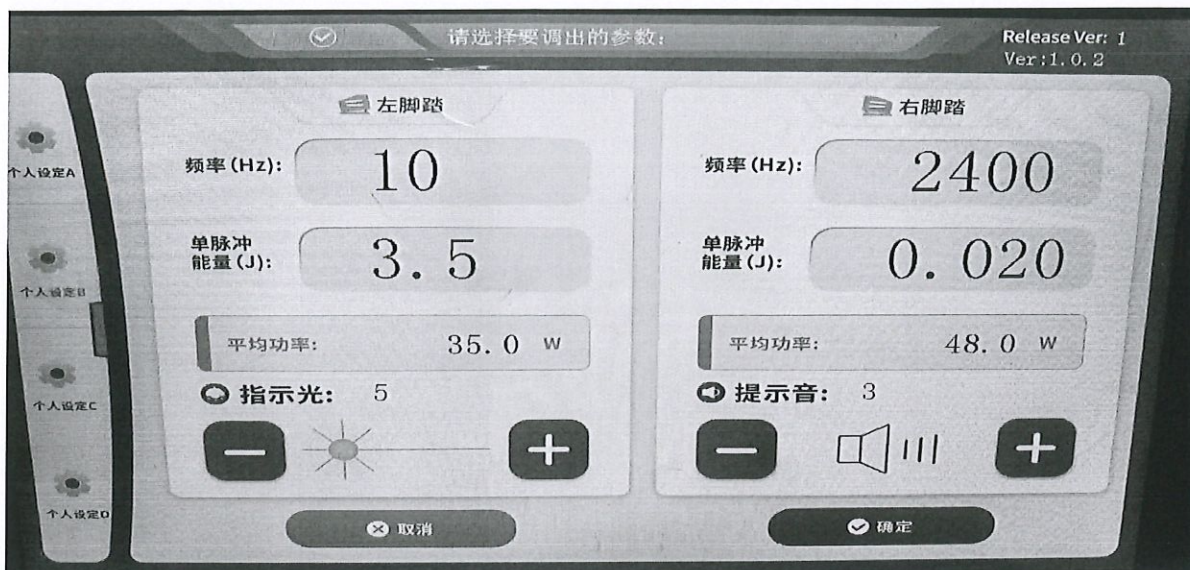 请选择要调出的参数:
Release Ver: 1
Ver:1.0.2
个人设定A
个人设定B
个人设定C
个人设定D
左脚踏
频率(Hz): 10
单脉冲
能量(J): 3.5
平均功率: 35.0 W
指示光: 5
取消
右脚踏
频率(Hz): 2400
单脉冲
能量(J): 0.020
平均功率: 48.0 W
提示音: 3
确定